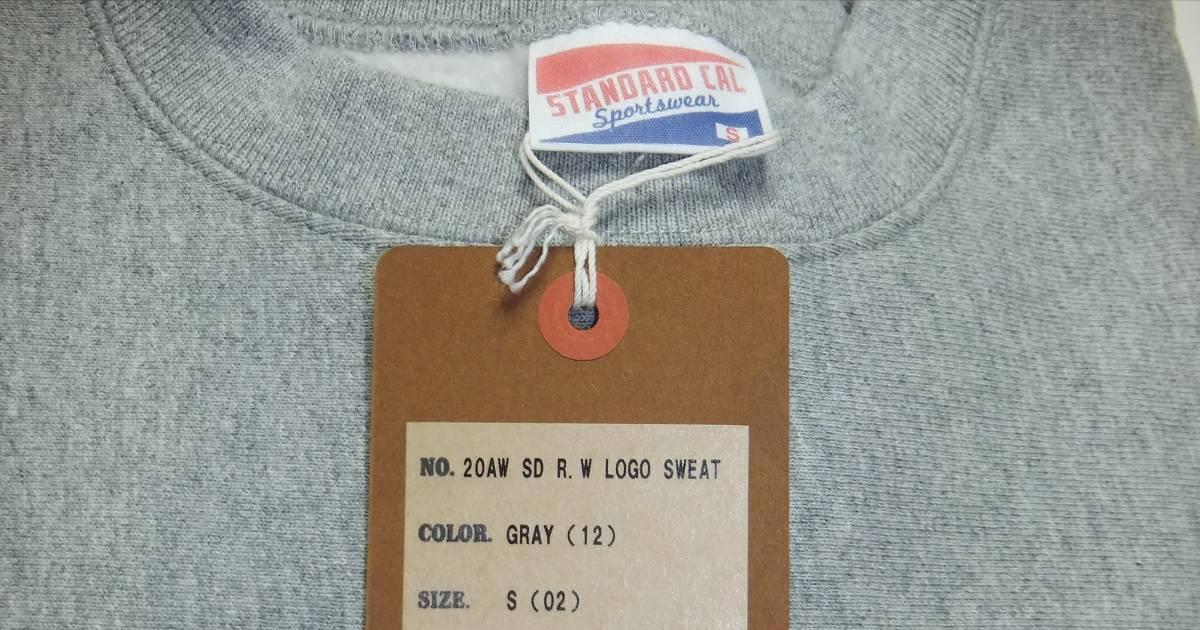 STANDARD CAL
Sportswear
S
NO. 20AW SD R.W LOGO SWEAT
COLOR. GRAY (12)
SIZE. S (02)